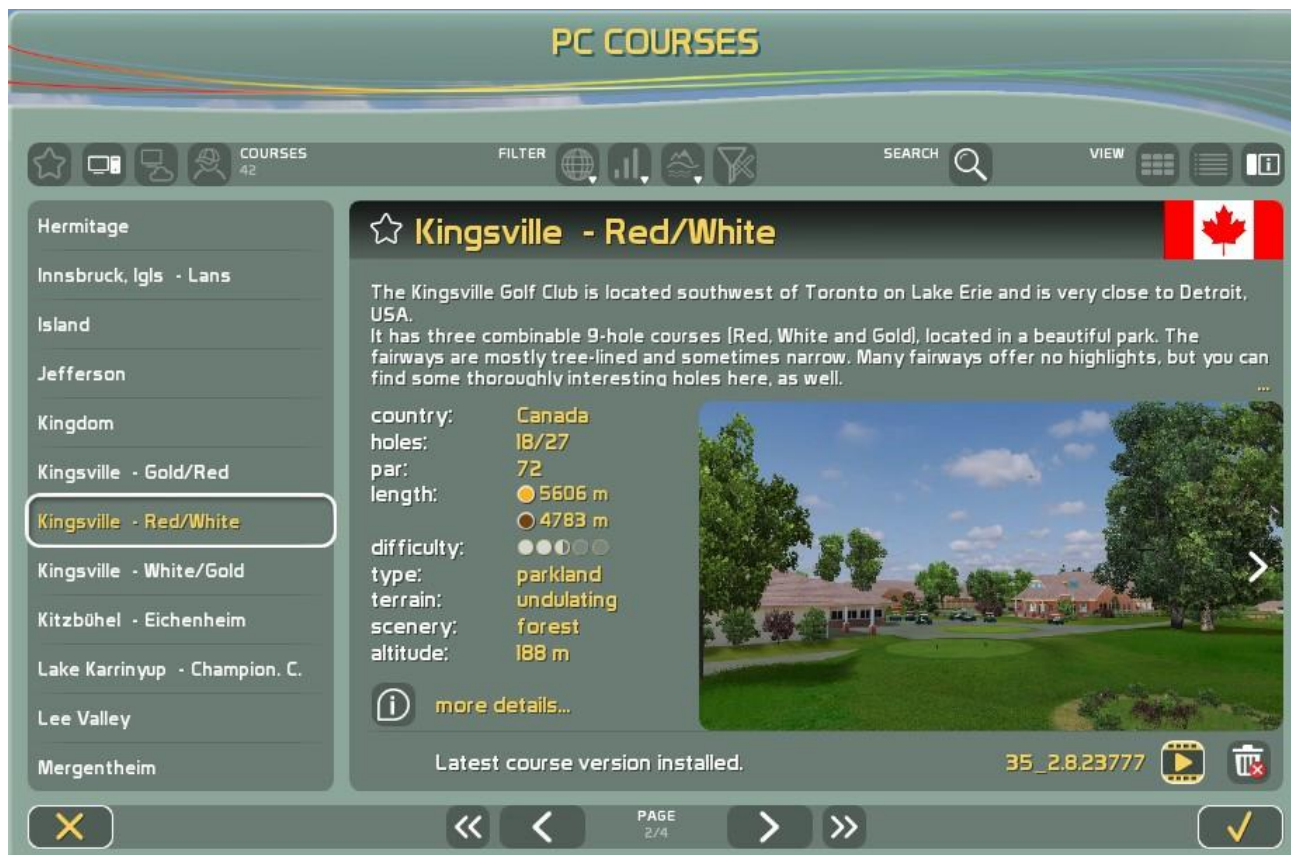 PC COURSES
COURSES
42
FILTER
SEARCH
VIEW
Hermitage
Innsbruck, Igls - Lans
Island
Jefferson
Kingdom
Kingsville - Gold/Red
Kingsville - Red/White
Kingsville - White/Gold
Kitzbühel - Eichenheim
Lake Karrinyup - Champion. C.
Lee Valley
Mergentheim
Kingsville - Red/White
The Kingsville Golf Club is located southwest of Toronto on Lake Erie and is very close to Detroit,
USA.
It has three combinable 9-hole courses [Red, White and Gold], located in a beautiful park. The
fairways are mostly tree-lined and sometimes narrow. Many fairways offer no highlights, but you can
find some thoroughly interesting holes here, as well.
...
country: Canada
holes: 18/27
par: 72
length: 5606 m
4783 m
difficulty:
type: parkland
terrain: undulating
scenery: forest
altitude: 188 m
more details...
Latest course version installed.
35_2.8.23777
PAGE
2/4